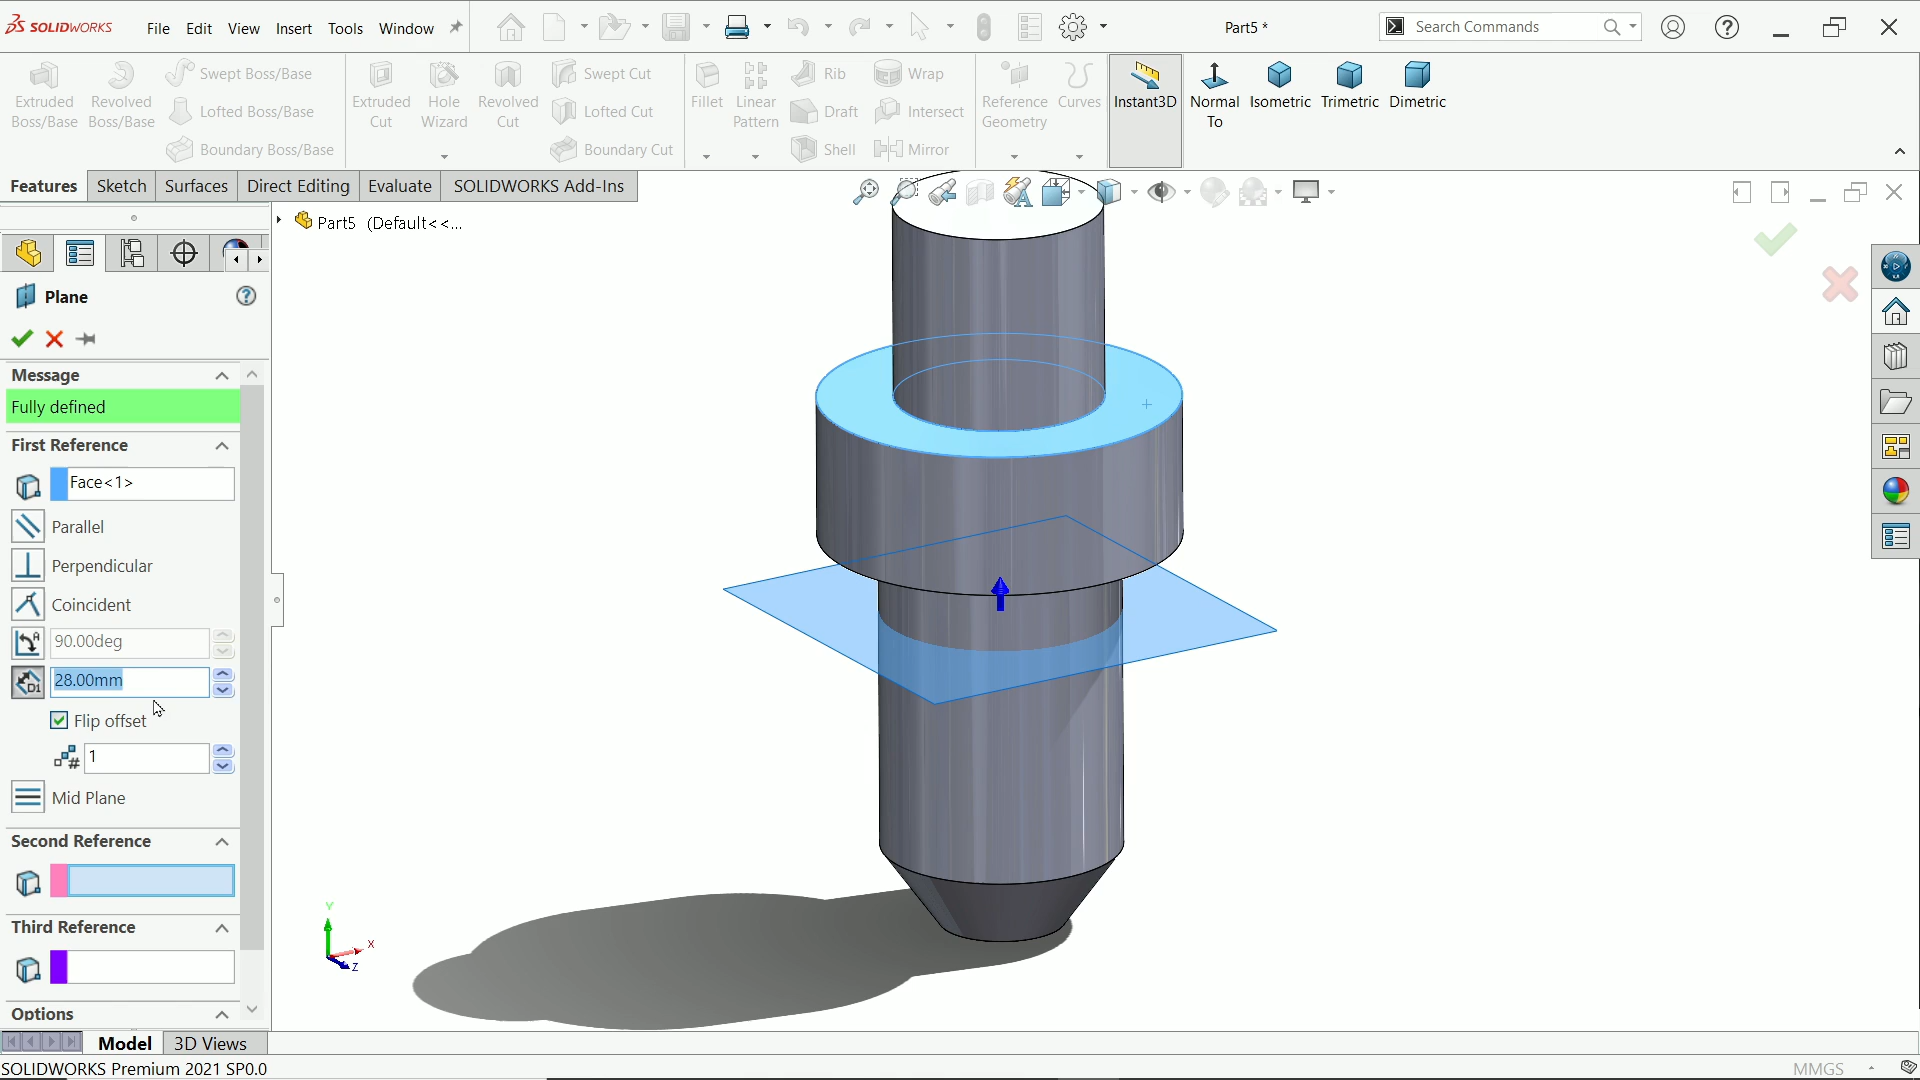 SOLIDWORKS File Edit View Insert Tools Window Part5 * Search Commands
Extruded Boss/Base
Revolved Boss/Base
Swept Boss/Base
Lofted Boss/Base
Boundary Boss/Base
Extruded Cut
Hole Wizard
Revolved Cut
Swept Cut
Lofted Cut
Boundary Cut
Fillet
Linear Pattern
Rib
Draft
Shell
Wrap
Intersect
Mirror
Reference Geometry
Curves
Instant3D
Normal To
Isometric
Trimetric
Dimetric
Features Sketch Surfaces Direct Editing Evaluate SOLIDWORKS Add-Ins
Part5 (Default<<...
Plane
Message
Fully defined
First Reference
Face<1>
Parallel
Perpendicular
Coincident
90.00deg
D1 28.00mm
Flip offset
# 1
Mid Plane
Second Reference
Third Reference
Options
Y
X
Z
Model 3D Views
SOLIDWORKS Premium 2021 SP0.0 MMGS